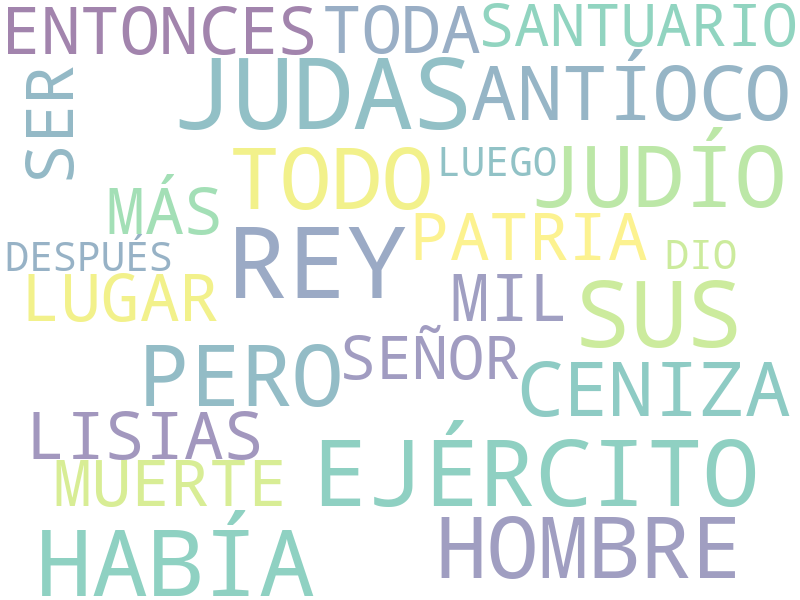 ENTONCES TODA SANTUARIO
SER JUDAS ANTÍOCO
TODO LUEGO JUDÍO
MÁS PATRIA
DESPUÉS REY DIO
LUGAR MIL SUS
PERO SEÑOR CENIZA
LISIAS
MUERTE EJÉRCITO
HABÍA HOMBRE